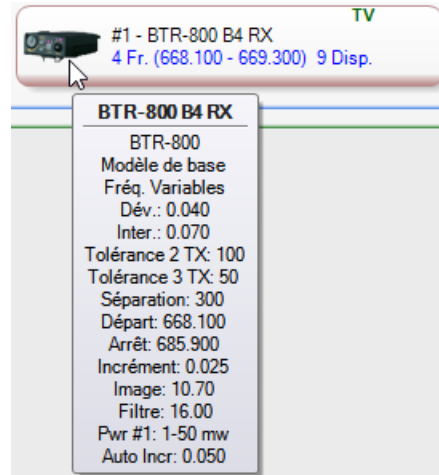 TV
#1 - BTR-800 B4 RX
4 Fr. (668.100 - 669.300) 9 Disp.
BTR-800 B4 RX
BTR-800
Modèle de base
Fréq. Variables
Dév.: 0.040
Inter.: 0.070
Tolérance 2 TX: 100
Tolérance 3 TX: 50
Séparation: 300
Départ: 668.100
Arrêt: 685.900
Incrément: 0.025
Image: 10.70
Filtre: 16.00
Pwr #1: 1-50 mw
Auto Incr: 0.050